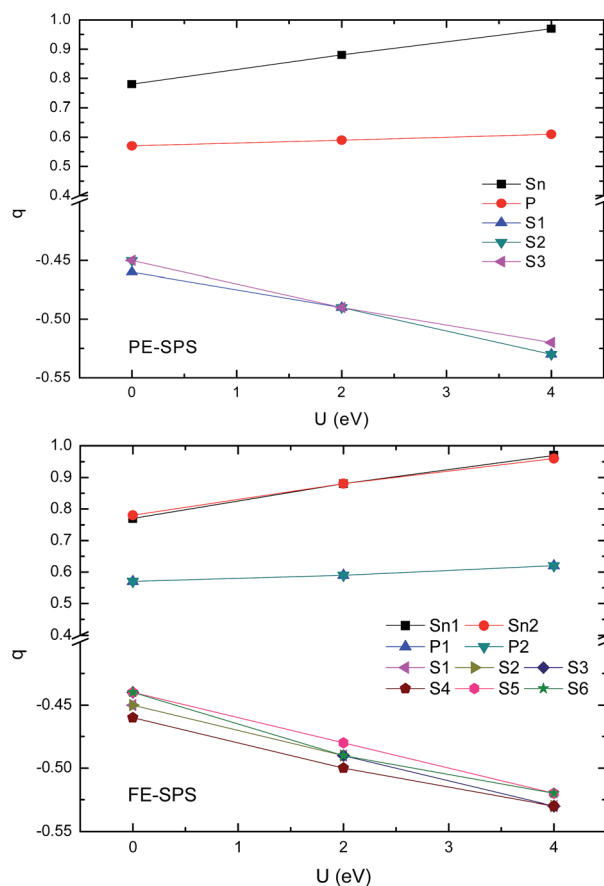 1.0
0.9
0.8
0.7
0.6
0.5
0.4
-0.45
-0.50
-0.55
q
Sn
P
S1
S2
S3
PE-SPS
0 1 2 3 4
U (eV)
1.0
0.9
0.8
0.7
0.6
0.5
0.4
-0.45
-0.50
-0.55
q
Sn1 Sn2
P1 P2
S1 S2 S3
S4 S5 S6
FE-SPS
0 1 2 3 4
U (eV)